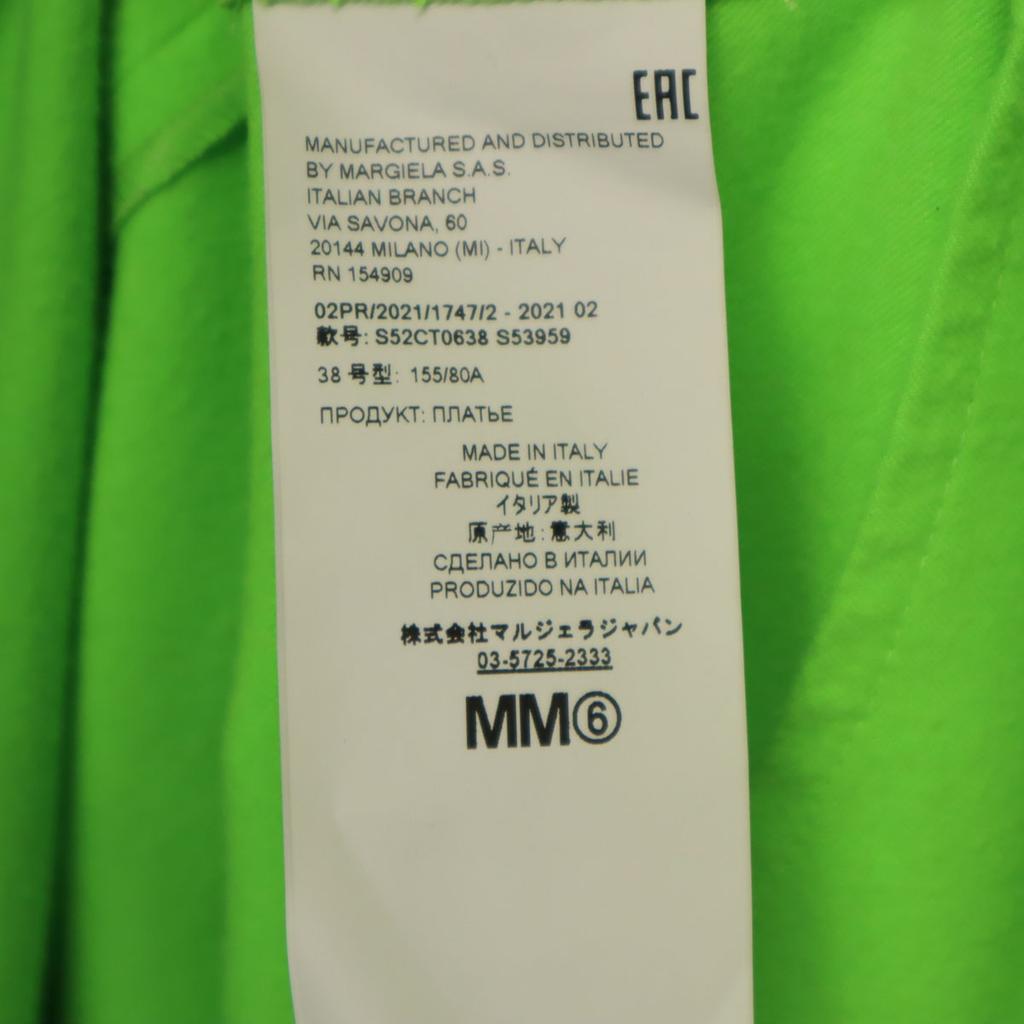 EAC
MANUFACTURED AND DISTRIBUTED
BY MARGIELA S.A.S.
ITALIAN BRANCH
VIA SAVONA, 60
20144 MILANO (MI) - ITALY
RN 154909
02PR/2021/1747/2 - 2021 02
款号: S52CT0638 S53959
38 号型: 155/80A
ПРОДУКТ: ПЛАТЬЕ
MADE IN ITALY
FABRIQUÉ EN ITALIE
イタリア製
原产地: 意大利
СДЕЛАНО В ИТАЛИИ
PRODUZIDO NA ITALIA
株式会社マルジェラジャパン
03-5725-2333
MM⑥